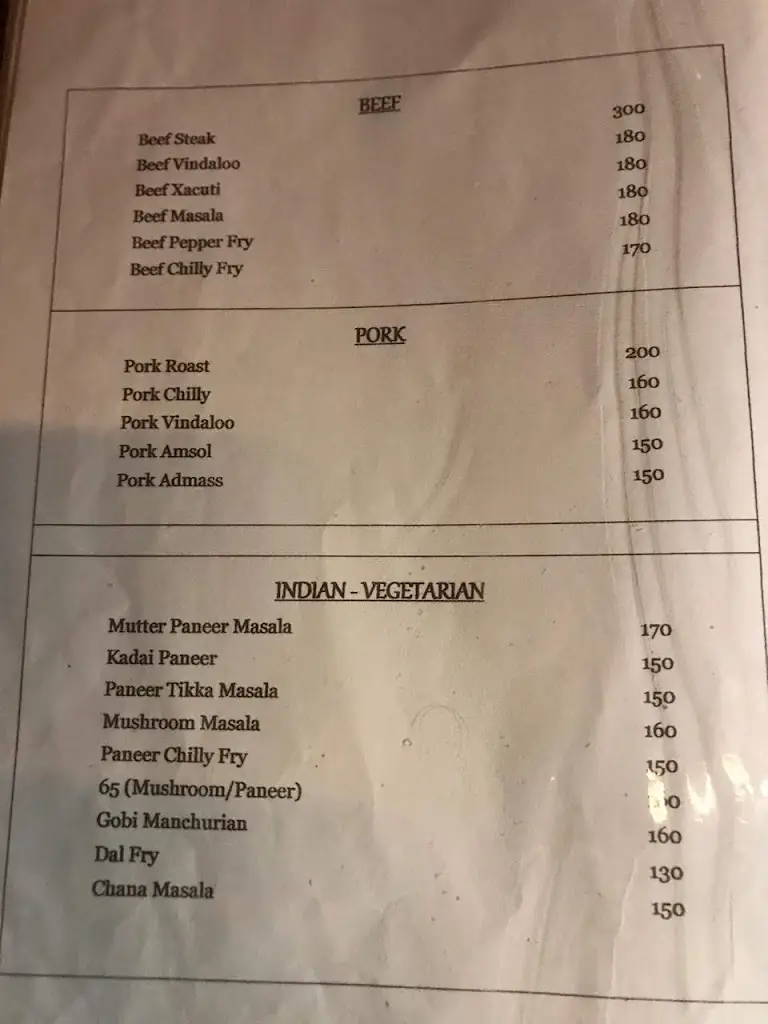 BEEF
Beef Steak 300
Beef Vindaloo 180
Beef Xacuti 180
Beef Masala 180
Beef Pepper Fry 180
Beef Chilly Fry 170
PORK
Pork Roast 200
Pork Chilly 160
Pork Vindaloo 160
Pork Amsol 150
Pork Admass 150
INDIAN - VEGETARIAN
Mutter Paneer Masala 170
Kadai Paneer 150
Paneer Tikka Masala 150
Mushroom Masala 160
Paneer Chilly Fry 150
65 (Mushroom/Paneer)
Gobi Manchurian 160
Dal Fry 130
Chana Masala 150